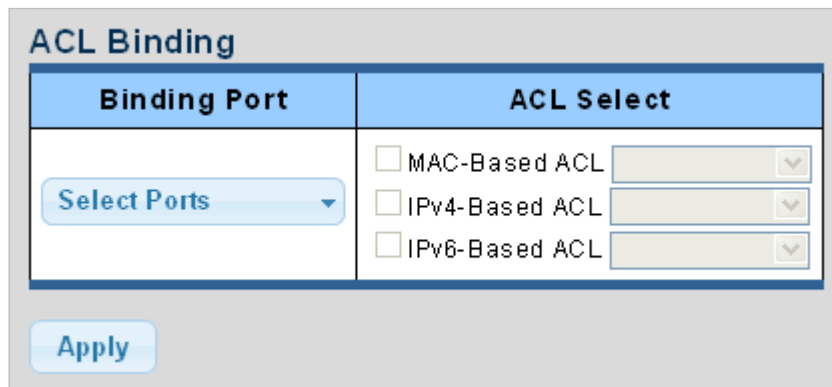 ACL Binding
Binding Port
ACL Select
Select Ports
MAC-Based ACL
IPv4-Based ACL
IPv6-Based ACL
Apply